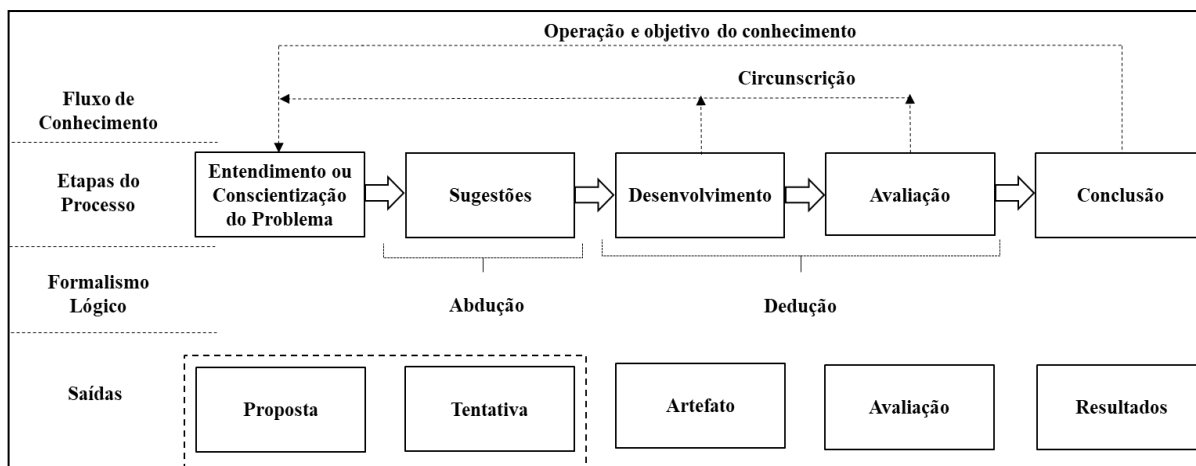 Operação e objetivo do conhecimento
Circunscrição
Fluxo de
Conhecimento
Etapas do
Processo
Entendimento ou
Conscientização
do Problema
Sugestões
Desenvolvimento
Avaliação
Conclusão
Formalismo
Lógico
Abdução
Dedução
Saídas
Proposta
Tentativa
Artefato
Avaliação
Resultados